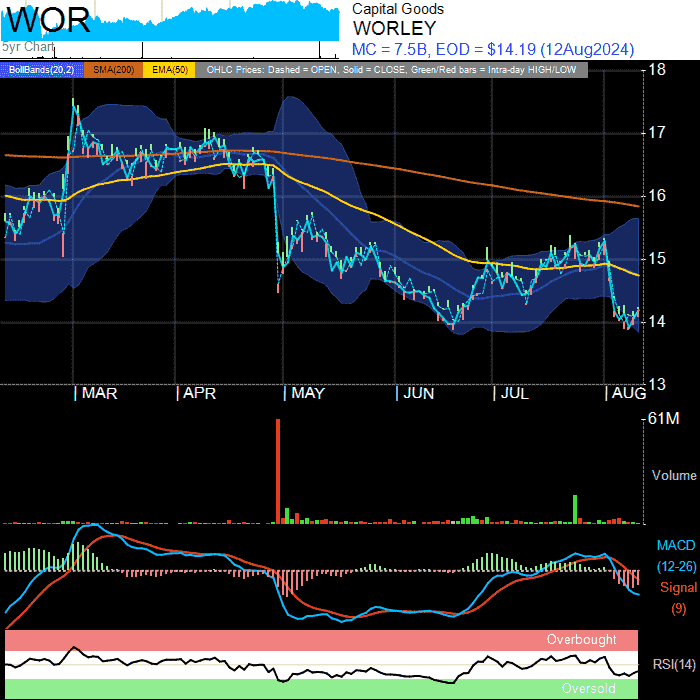 WOR
5yr Chart
Capital Goods
WORLEY
MC = 7.5B, EOD = $14.19 (12Aug2024)
BollBands(20,2) SMA(200) EMA(50) OHLC Prices: Dashed = OPEN, Solid = CLOSE, Green/Red bars = Intra-day HIGH/LOW
18
17
16
15
14
13
| MAR | APR | MAY | JUN | JUL | AUG
61M
Volume
MACD
(12-26)
Signal
(9)
Overbought
RSI(14)
Oversold